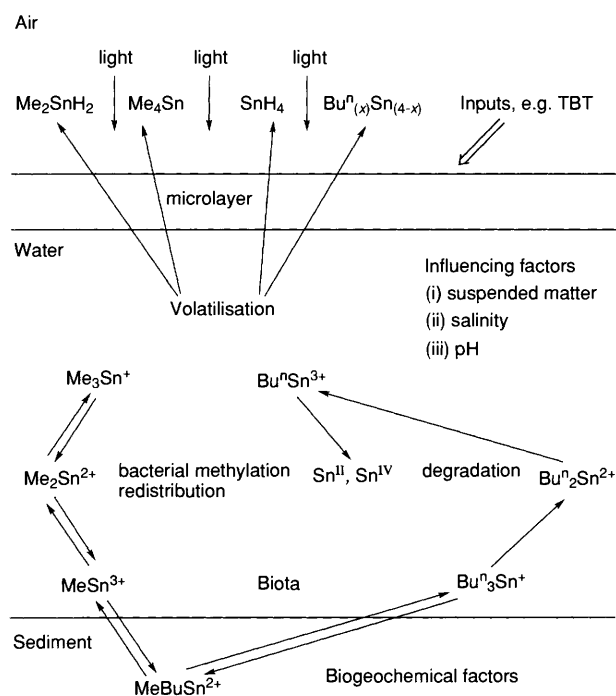 Air
light light light
Me₂SnH₂ Me₄Sn SnH₄ Buⁿ₍ₓ₎Sn₍₄₋ₓ₎ Inputs, e.g. TBT
microlayer
Water
Influencing factors
(i) suspended matter
(ii) salinity
(iii) pH
Volatilisation
Me₃Sn⁺ BuⁿSn³⁺
Me₂Sn²⁺ bacterial methylation redistribution Snᴵᴵ, Snᴵⱽ degradation Buⁿ₂Sn²⁺
MeSn³⁺ Biota Buⁿ₃Sn⁺
Sediment
MeBuSn²⁺ Biogeochemical factors